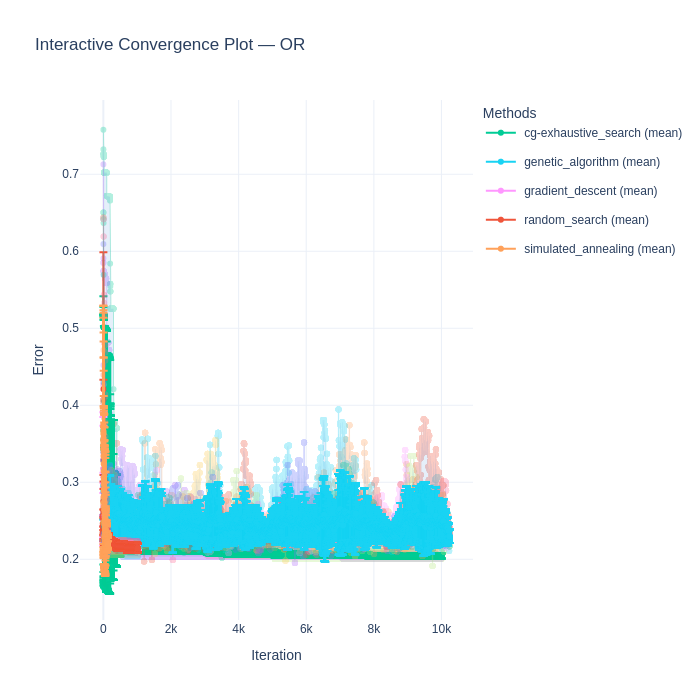 Interactive Convergence Plot — OR
Methods
cg-exhaustive_search (mean)
genetic_algorithm (mean)
gradient_descent (mean)
random_search (mean)
simulated_annealing (mean)
0.7
0.6
0.5
0.4
0.3
0.2
Error
0
2k
4k
6k
8k
10k
Iteration